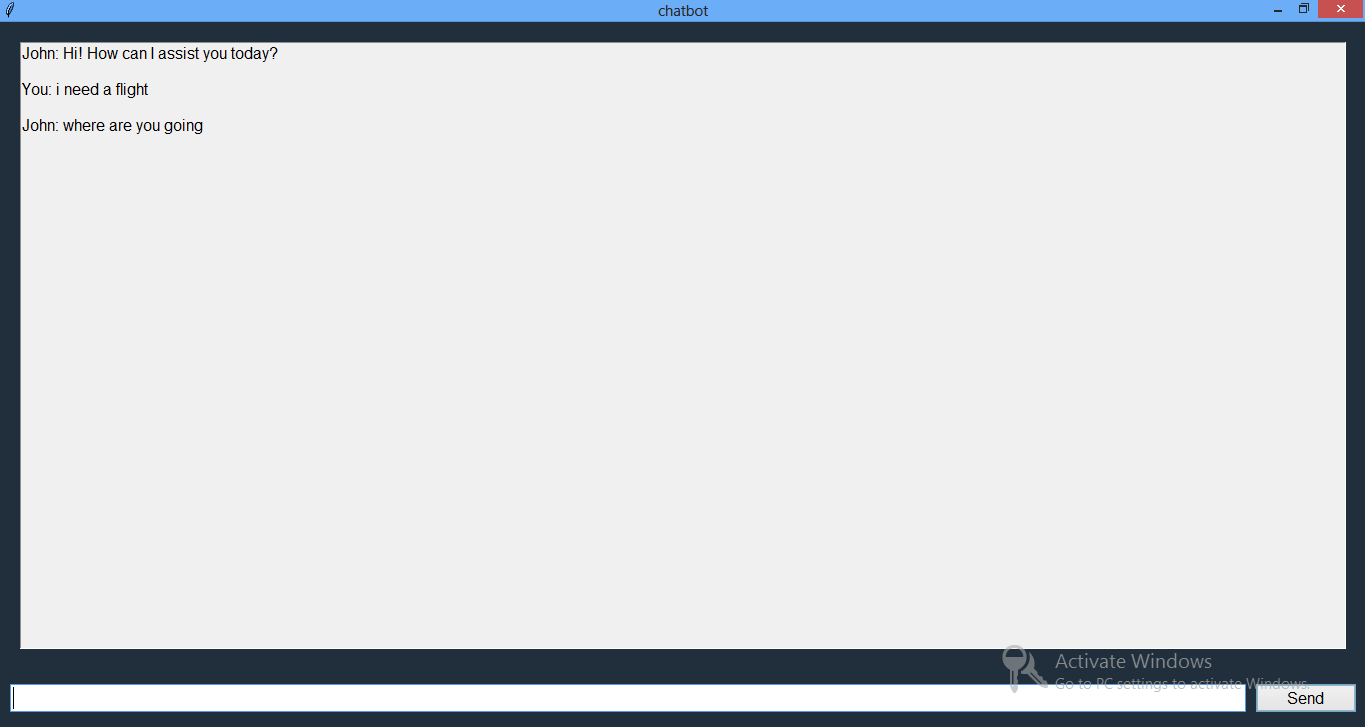 chatbot
John: Hi! How can I assist you today?
You: i need a flight
John: where are you going
Activate Windows
Go to PC settings to activate Windows.
Send